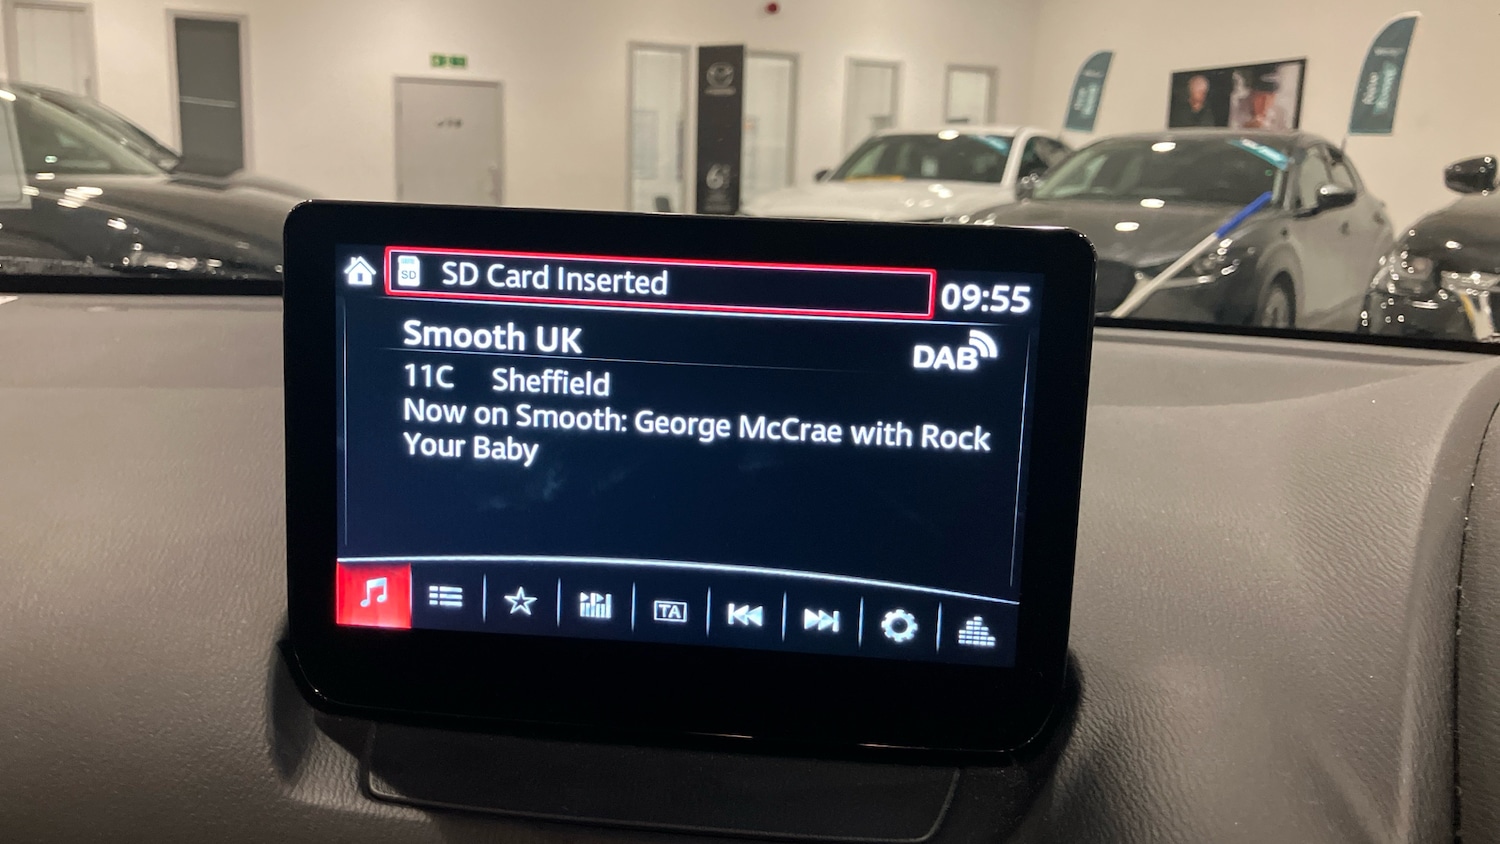 SD Card Inserted
09:55
SD
Smooth UK
DAB
11C Sheffield
Now on Smooth: George McCrae with Rock
Your Baby
TA